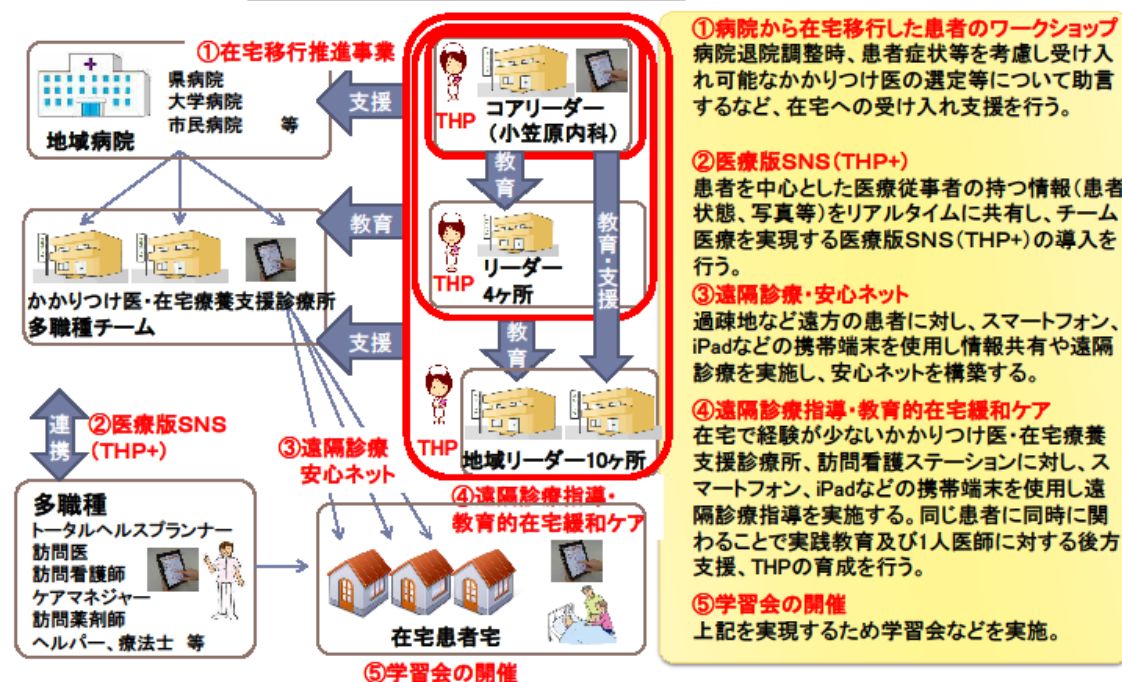 ①在宅移行推進事業
県病院
大学病院
市民病院 等
地域病院
支援
THP
コアリーダー
(小笠原内科)
教育
教育・支援
教育
THP
リーダー
4ヶ所
かかりつけ医・在宅療養支援診療所
多職種チーム
支援
教育
THP
地域リーダー10ヶ所
連携
②医療版SNS
(THP+)
③遠隔診療
安心ネット
④遠隔診療指導・
教育的在宅緩和ケア
多職種
トータルヘルスプランナー
訪問医
訪問看護師
ケアマネジャー
訪問薬剤師
ヘルパー、療法士 等
在宅患者宅
⑤学習会の開催
①病院から在宅移行した患者のワークショップ
病院退院調整時、患者症状等を考慮し受け入
れ可能なかかりつけ医の選定等について助言
するなど、在宅への受け入れ支援を行う。
②医療版SNS(THP+)
患者を中心とした医療従事者の持つ情報(患者
状態、写真等)をリアルタイムに共有し、チーム
医療を実現する医療版SNS(THP+)の導入を
行う。
③遠隔診療・安心ネット
過疎地など遠方の患者に対し、スマートフォン、
iPadなどの携帯端末を使用し情報共有や遠隔
診療を実施し、安心ネットを構築する。
④遠隔診療指導・教育的在宅緩和ケア
在宅で経験が少ないかかりつけ医・在宅療養
支援診療所、訪問看護ステーションに対し、ス
マートフォン、iPadなどの携帯端末を使用し遠
隔診療指導を実施する。同じ患者に同時に関
わることで実践教育及び1人医師に対する後方
支援、THPの育成を行う。
⑤学習会の開催
上記を実現するため学習会などを実施。